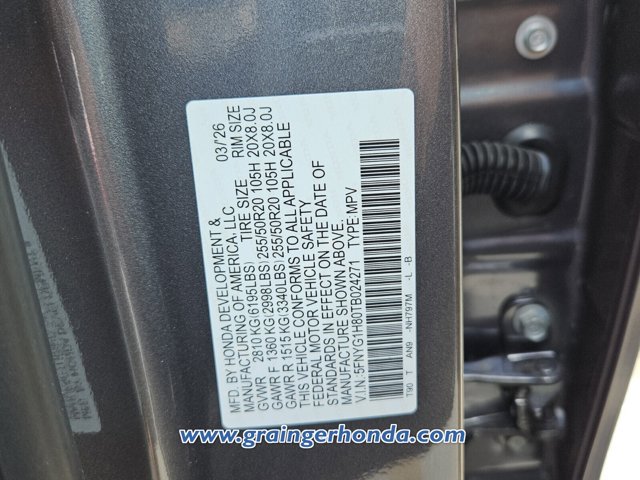 MFD. BY HONDA DEVELOPMENT & 03/26
MANUFACTURING OF AMERICA, LLC
TIRE SIZE RIM SIZE
GVWR 2810 KG(6195LBS)
GAWR F 1360 KG(2998LBS) 255/50R20 105H 20X8.0J
GAWR R 1515 KG(3340LBS) 255/50R20 105H 20X8.0J
THIS VEHICLE CONFORMS TO ALL APPLICABLE
FEDERAL MOTOR VEHICLE SAFETY
STANDARDS IN EFFECT ON THE DATE OF
MANUFACTURE SHOWN ABOVE.
V.I.N.: 5FNYG1H80TB024271 TYPE: MPV
T90 T AN9 -NH797M -L -B
www.graingerhonda.com